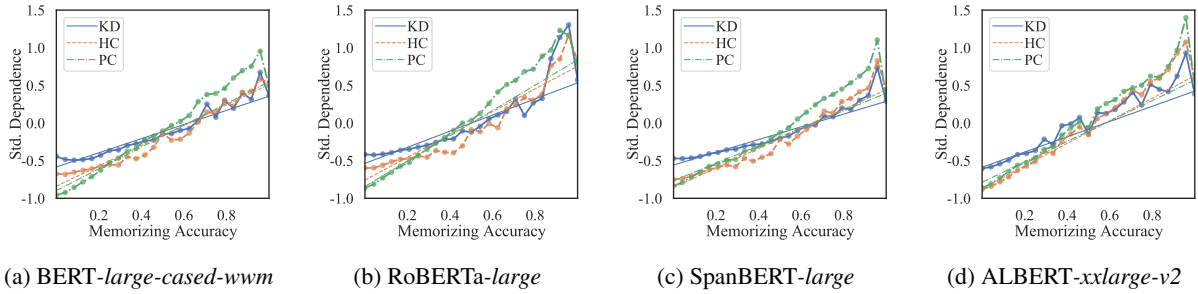 1.5
1.0
0.5
0.0
-0.5
-1.0
Std. Dependence
KD
HC
PC
0.2 0.4 0.6 0.8
Memorizing Accuracy
(a) BERT-large-cased-wwm
1.5
1.0
0.5
0.0
-0.5
-1.0
Std. Dependence
KD
HC
PC
0.2 0.4 0.6 0.8
Memorizing Accuracy
(b) RoBERTa-large
1.5
1.0
0.5
0.0
-0.5
-1.0
Std. Dependence
KD
HC
PC
0.2 0.4 0.6 0.8
Memorizing Accuracy
(c) SpanBERT-large
1.5
1.0
0.5
0.0
-0.5
-1.0
Std. Dependence
KD
HC
PC
0.2 0.4 0.6 0.8
Memorizing Accuracy
(d) ALBERT-xxlarge-v2